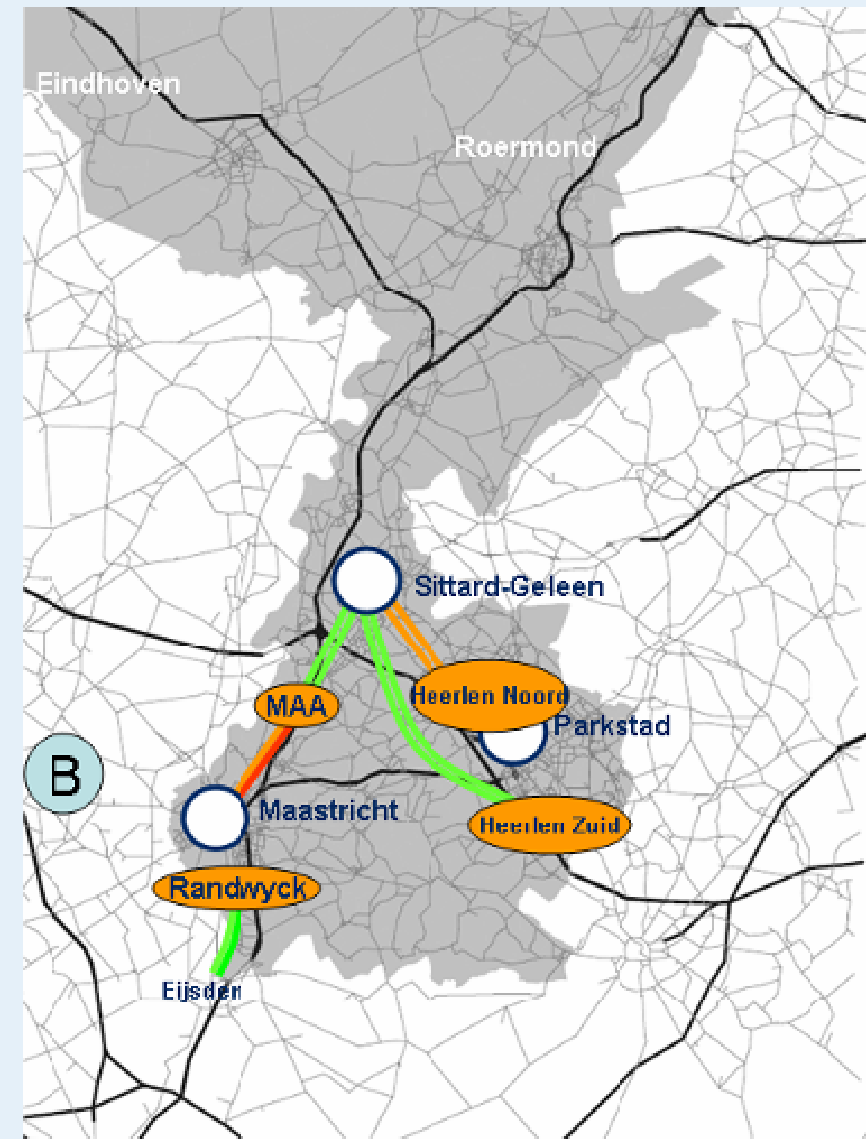 Eindhoven
Roermond
Sittard-Geleen
Heerlen Noord
MAA
Parkstad
B
Maastricht
Heerlen Zuid
Randwyck
Eijsden